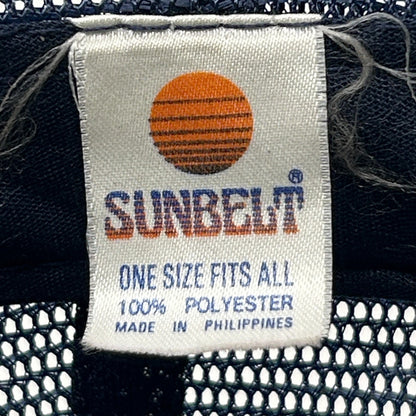 SUNBELT®
ONE SIZE FITS ALL
100% POLYESTER
MADE IN PHILIPPINES